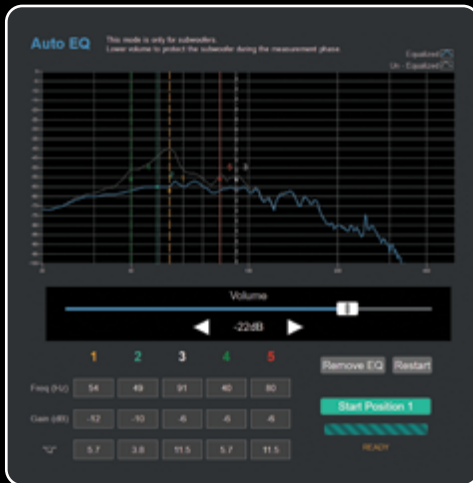 Auto EQ
This mode is only for subwoofers.
Lower volume to protect the subwoofer during the measurement phase.
Equalized
Un - Equalized
Volume
-22dB
1 2 3 4 5
Remove EQ Restart
Freq (Hz) 54 49 91 40 80
Start Position 1
Gain (dB) -12 -10 -6 -6 -6
READY
5.7 3.8 11.5 5.7 11.5